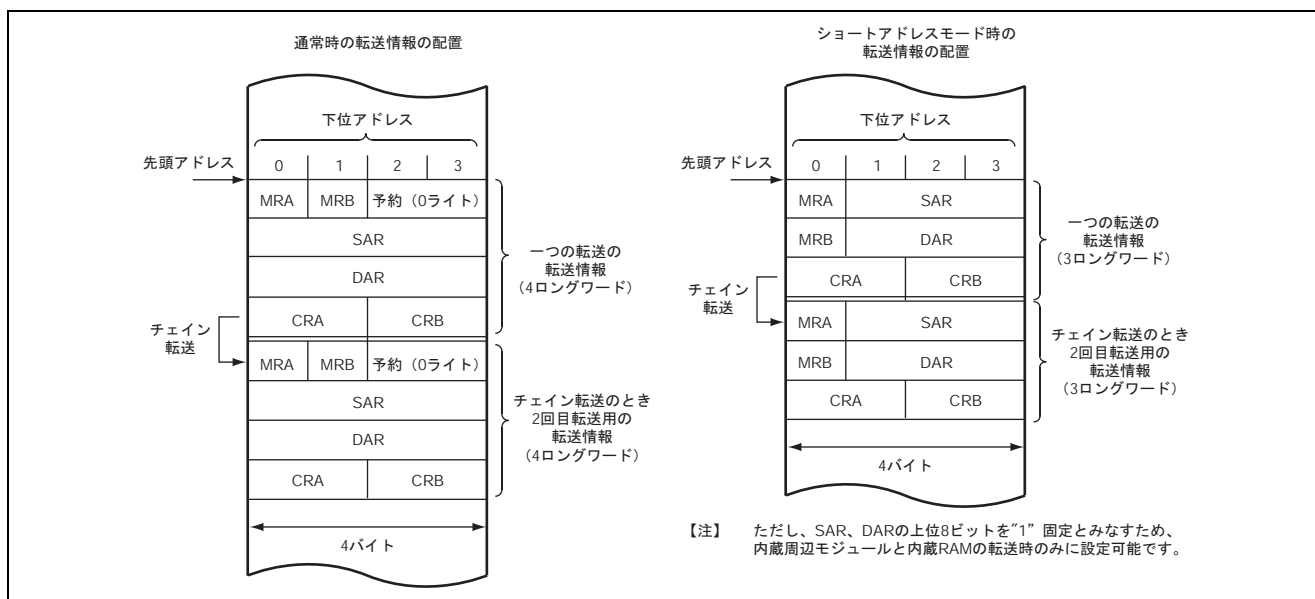 通常時の転送情報の配置
下位アドレス
先頭アドレス
0 1 2 3
MRA MRB 予約（0ライト）
SAR
DAR
CRA CRB
一つの転送の
転送情報
（4ロングワード）
チェイン
転送
MRA MRB 予約（0ライト）
SAR
DAR
CRA CRB
チェイン転送のとき
2回目転送用の
転送情報
（4ロングワード）
4バイト
ショートアドレスモード時の
転送情報の配置
下位アドレス
先頭アドレス
0 1 2 3
MRA SAR
MRB DAR
CRA CRB
一つの転送の
転送情報
（3ロングワード）
チェイン
転送
MRA SAR
MRB DAR
CRA CRB
チェイン転送のとき
2回目転送用の
転送情報
（3ロングワード）
4バイト
【注】 ただし、SAR、DARの上位8ビットを″1” 固定とみなすため、
内蔵周辺モジュールと内蔵RAMの転送時のみに設定可能です。